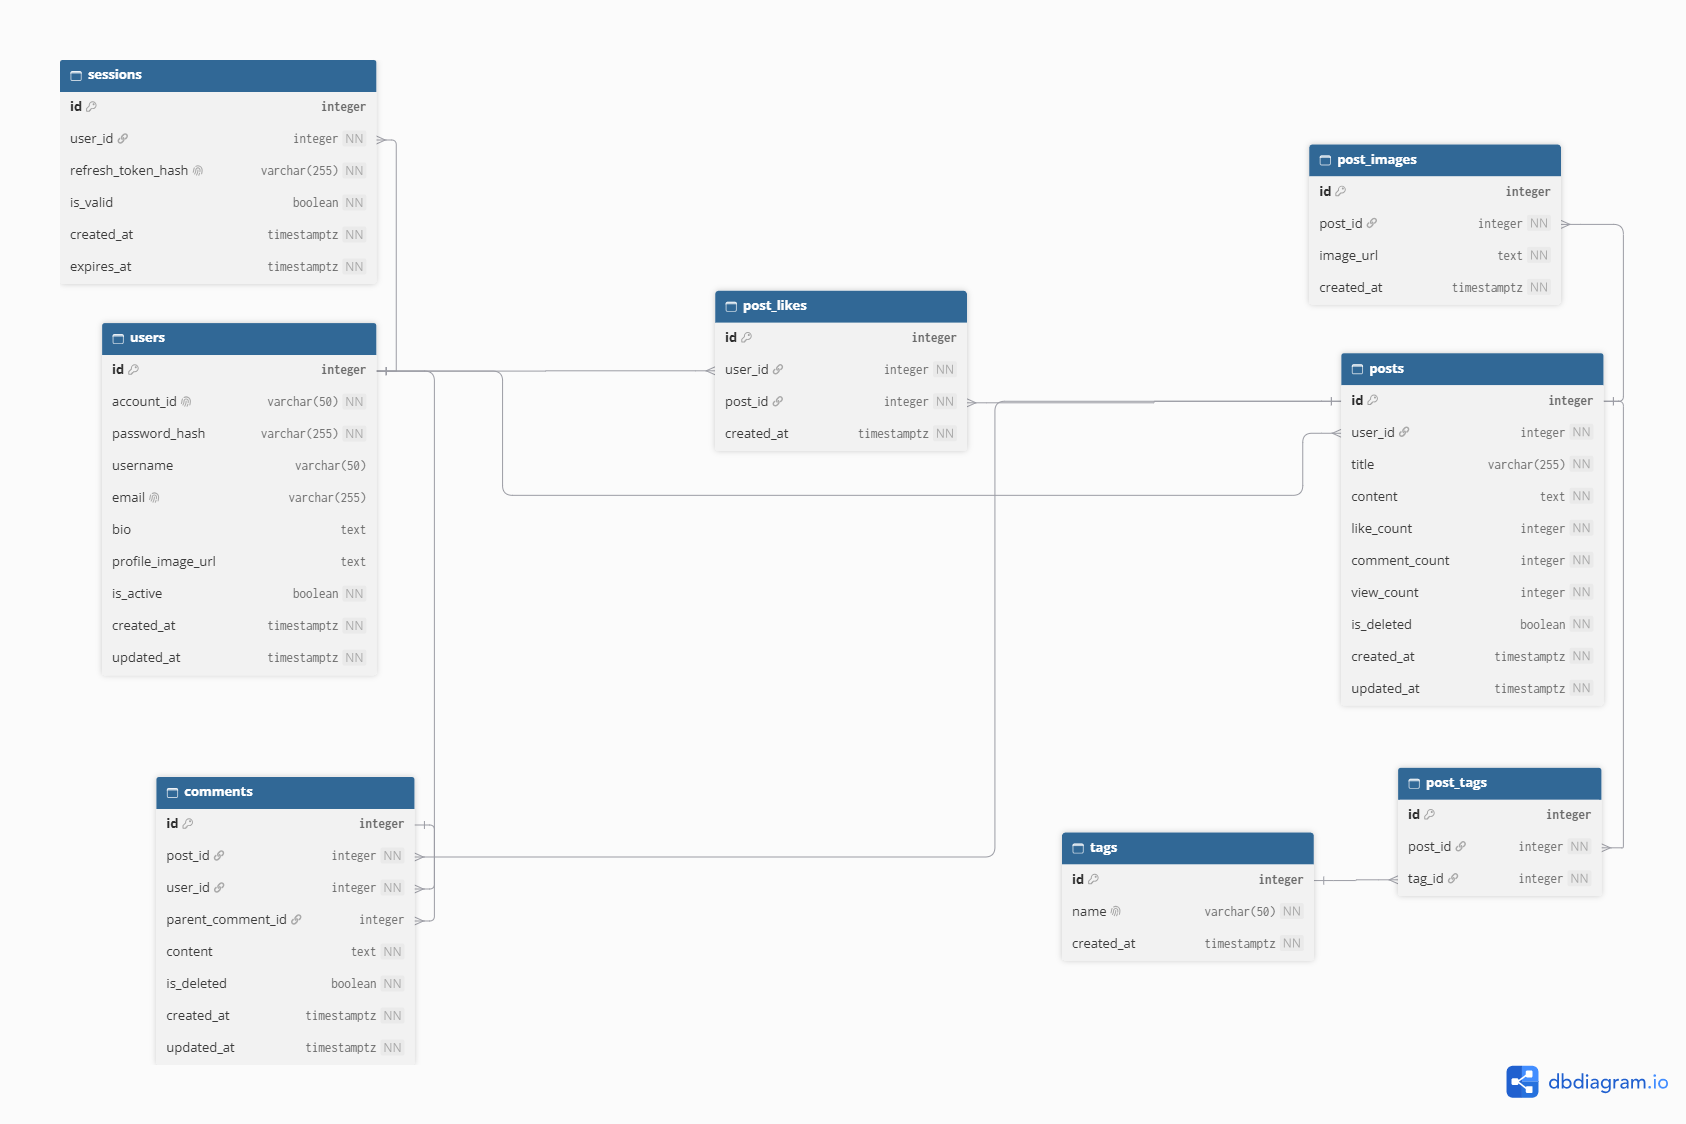 sessions
id integer
user_id integer NN
refresh_token_hash varchar(255) NN
is_valid boolean NN
created_at timestamptz NN
expires_at timestamptz NN
users
id integer
account_id varchar(50) NN
password_hash varchar(255) NN
username varchar(50)
email varchar(255)
bio text
profile_image_url text
is_active boolean NN
created_at timestamptz NN
updated_at timestamptz NN
comments
id integer
post_id integer NN
user_id integer NN
parent_comment_id integer
content text NN
is_deleted boolean NN
created_at timestamptz NN
updated_at timestamptz NN
post_likes
id integer
user_id integer NN
post_id integer NN
created_at timestamptz NN
post_images
id integer
post_id integer NN
image_url text NN
created_at timestamptz NN
posts
id integer
user_id integer NN
title varchar(255) NN
content text NN
like_count integer NN
comment_count integer NN
view_count integer NN
is_deleted boolean NN
created_at timestamptz NN
updated_at timestamptz NN
tags
id integer
name varchar(50) NN
created_at timestamptz NN
post_tags
id integer
post_id integer NN
tag_id integer NN
dbdiagram.io